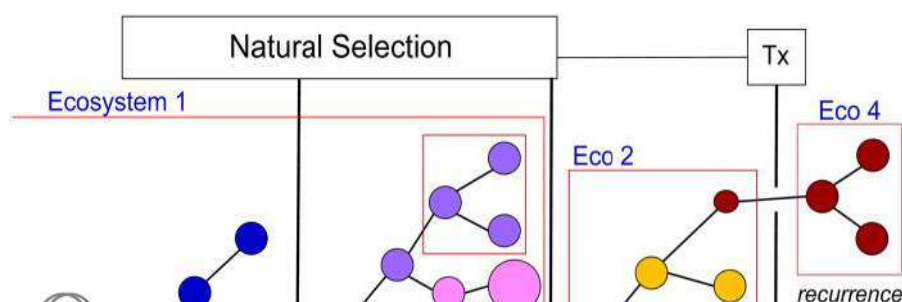 Natural Selection
Tx
Ecosystem 1
Eco 4
Eco 2
recurrence